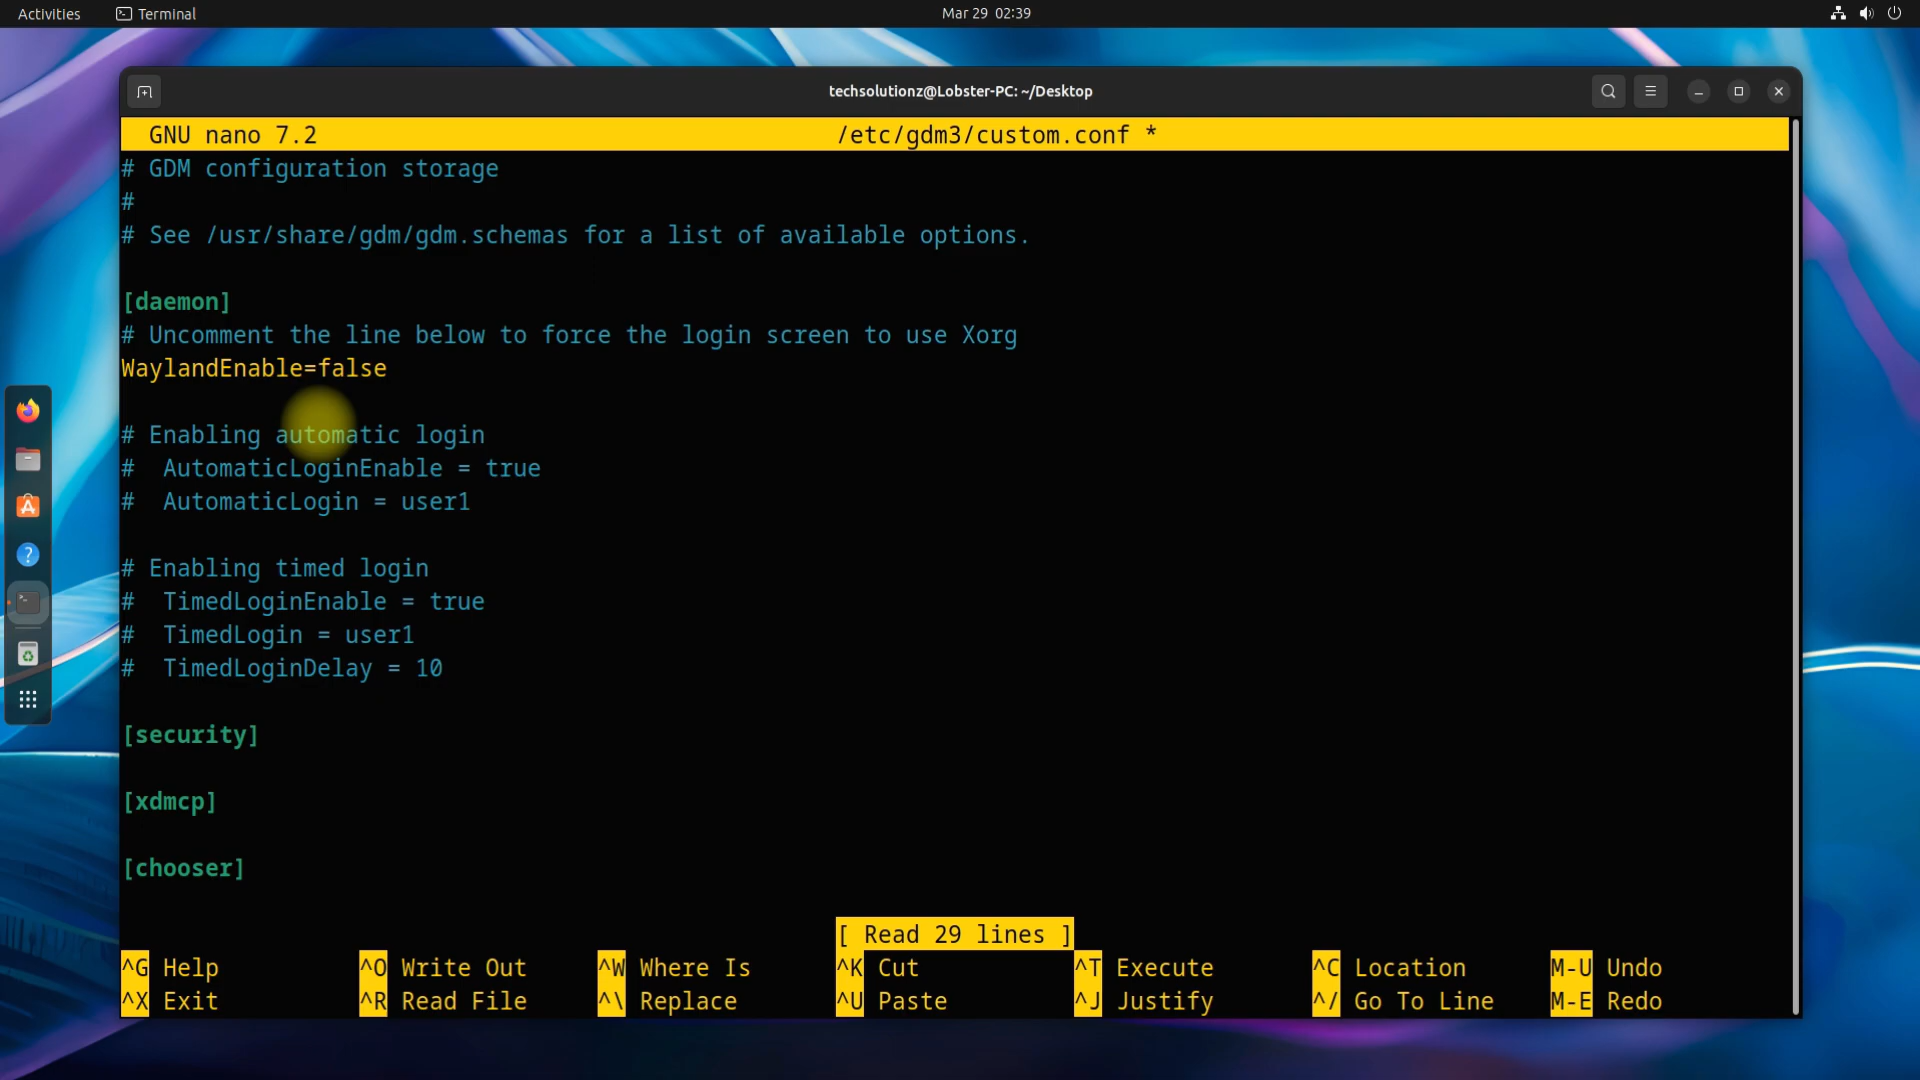 Activities
Terminal
Mar 29 02:39
techsolutionz@Lobster-PC: ~/Desktop
GNU nano 7.2 /etc/gdm3/custom.conf *
# GDM configuration storage
#
# See /usr/share/gdm/gdm.schemas for a list of available options.
[daemon]
# Uncomment the line below to force the login screen to use Xorg
WaylandEnable=false
# Enabling automatic login
#  AutomaticLoginEnable = true
#  AutomaticLogin = user1
# Enabling timed login
#  TimedLoginEnable = true
#  TimedLogin = user1
#  TimedLoginDelay = 10
[security]
[xdmcp]
[chooser]
[ Read 29 lines ]
^G Help ^O Write Out ^W Where Is ^K Cut ^T Execute ^C Location M-U Undo
^X Exit ^R Read File ^\ Replace ^U Paste ^J Justify ^/ Go To Line M-E Redo